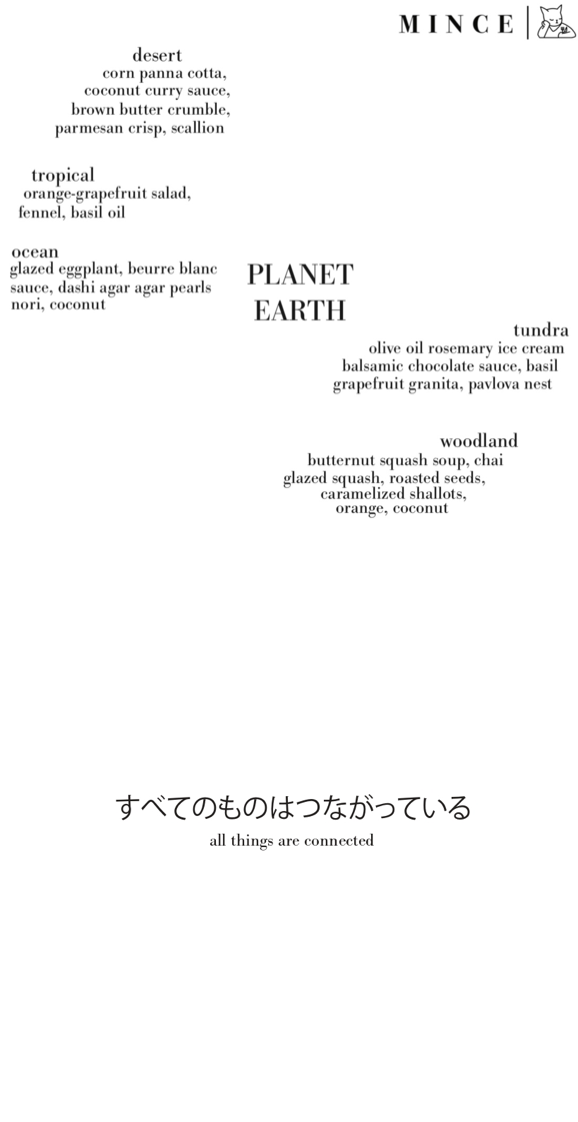 MINCE
desert
corn panna cotta,
coconut curry sauce,
brown butter crumble,
parmesan crisp, scallion
tropical
orange-grapefruit salad,
fennel, basil oil
ocean
glazed eggplant, beurre blanc
sauce, dashi agar agar pearls
nori, coconut
PLANET
EARTH
tundra
olive oil rosemary ice cream
balsamic chocolate sauce, basil
grapefruit granita, pavlova nest
woodland
butternut squash soup, chai
glazed squash, roasted seeds,
caramelized shallots,
orange, coconut
すべてのものはつながっている
all things are connected